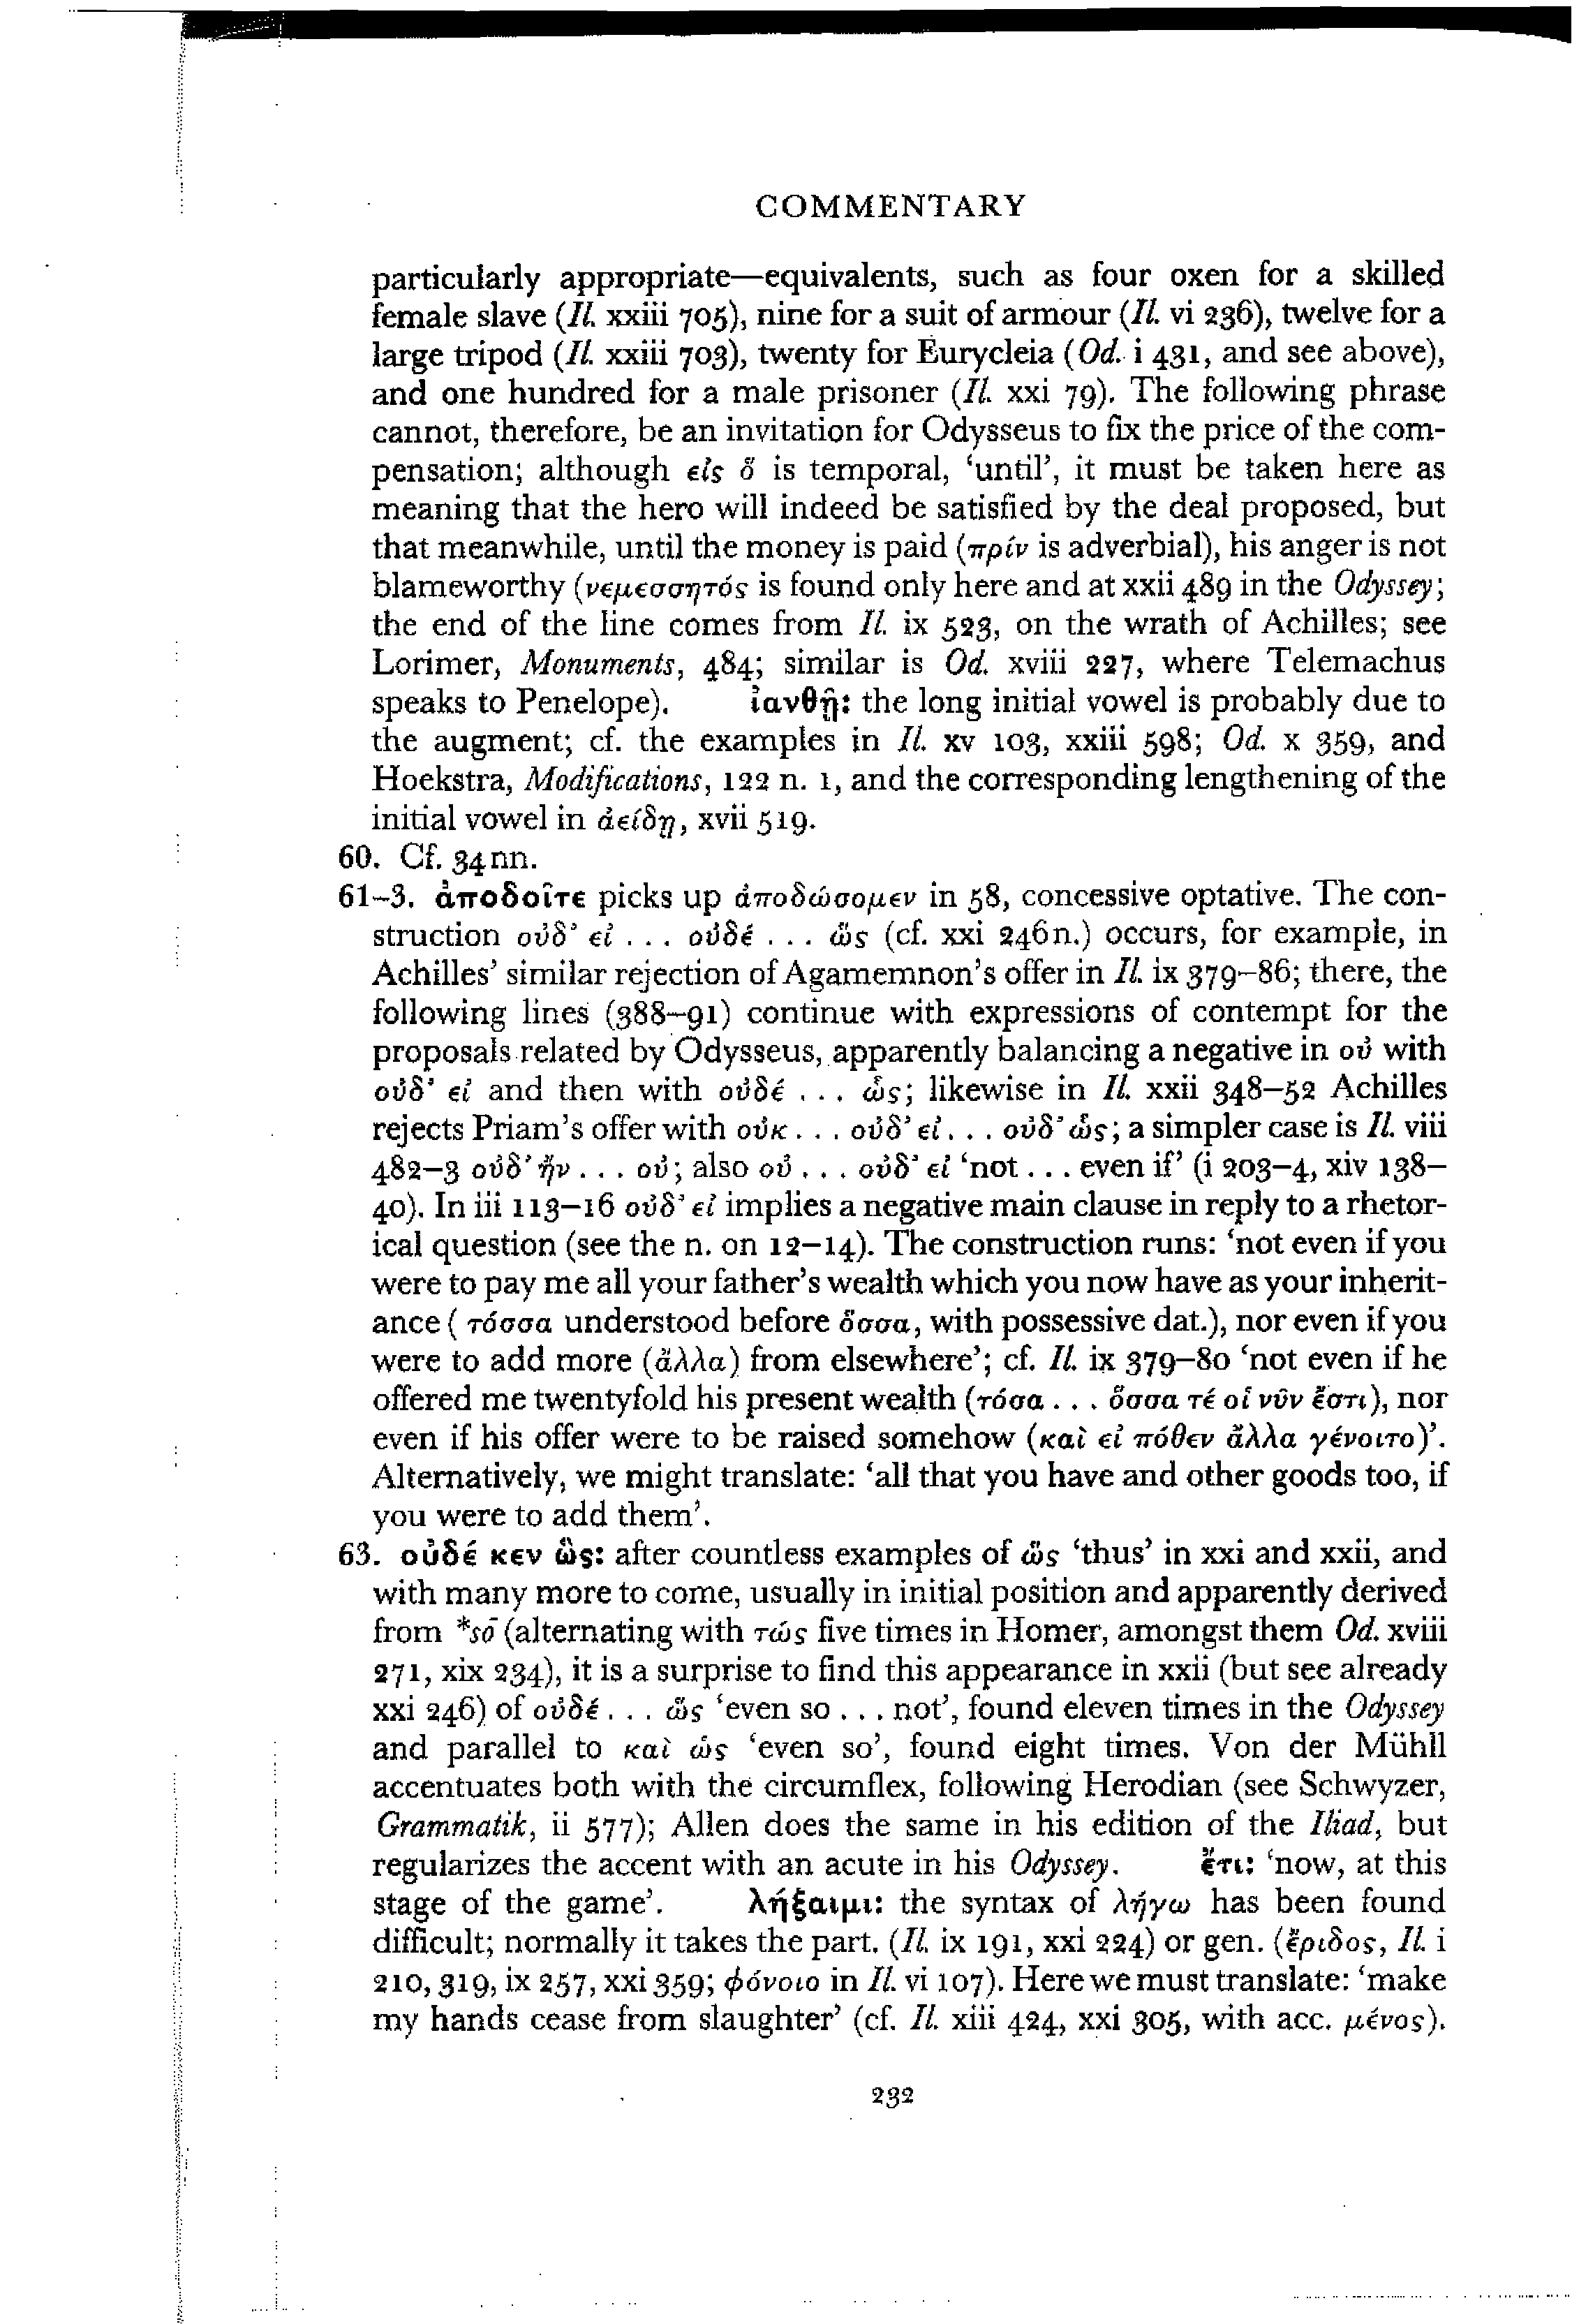 COMMENTARY
particularly appropriate—equivalents, such as four oxen for a skilled
female slave (Il. xxiii 705), nine for a suit of armour (Il. vi 236), twelve for a
large tripod (Il. xxiii 703), twenty for Eurycleia (Od. i 431, and see above),
and one hundred for a male prisoner (Il. xxi 79). The following phrase
cannot, therefore, be an invitation for Odysseus to fix the price of the com-
pensation; although εἰς ὅ is temporal, ‘until’, it must be taken here as
meaning that the hero will indeed be satisfied by the deal proposed, but
that meanwhile, until the money is paid (πρίν is adverbial), his anger is not
blameworthy (νεμεσσητός is found only here and at xxii 489 in the Odyssey;
the end of the line comes from Il. ix 523, on the wrath of Achilles; see
Lorimer, Monuments, 484; similar is Od. xviii 227, where Telemachus
speaks to Penelope). ἰανθῇ: the long initial vowel is probably due to
the augment; cf. the examples in Il. xv 103, xxiii 598; Od. x 359, and
Hoekstra, Modifications, 122 n. 1, and the corresponding lengthening of the
initial vowel in ἀείδῃ, xvii 519.
60. Cf. 34 nn.
61–3. ἀποδοῖτε picks up ἀποδώσομεν in 58, concessive optative. The con-
struction οὐδ’ εἰ . . . οὐδέ . . . ὥς (cf. xxi 246 n.) occurs, for example, in
Achilles’ similar rejection of Agamemnon’s offer in Il. ix 379–86; there, the
following lines (388–91) continue with expressions of contempt for the
proposals related by Odysseus, apparently balancing a negative in οὐ with
οὐδ’ εἰ and then with οὐδέ . . . ὧς; likewise in Il. xxii 348–52 Achilles
rejects Priam’s offer with οὐκ . . . οὐδ’ εἰ . . . οὐδ’ ὧς; a simpler case is Il. viii
482–3 οὐδ’ ἤν . . . οὐ; also οὐ . . . οὐδ’ εἰ ‘not . . . even if’ (i 203–4, xiv 138–
40). In iii 113–16 οὐδ’ εἰ implies a negative main clause in reply to a rhetor-
ical question (see the n. on 12–14). The construction runs: ‘not even if you
were to pay me all your father’s wealth which you now have as your inherit-
ance ( τόσσα understood before ὅσσα, with possessive dat.), nor even if you
were to add more (ἄλλα) from elsewhere’; cf. Il. ix 379–80 ‘not even if he
offered me twentyfold his present wealth (τόσα . . . ὅσσα τέ οἱ νῦν ἔστι), nor
even if his offer were to be raised somehow (καὶ εἰ πόθεν ἄλλα γένοιτο)’.
Alternatively, we might translate: ‘all that you have and other goods too, if
you were to add them’.
63. οὐδέ κεν ὥς: after countless examples of ὥς ‘thus’ in xxi and xxii, and
with many more to come, usually in initial position and apparently derived
from *sō (alternating with τώς five times in Homer, amongst them Od. xviii
271, xix 234), it is a surprise to find this appearance in xxii (but see already
xxi 246) of οὐδέ . . . ὥς ‘even so . . . not’, found eleven times in the Odyssey
and parallel to καὶ ὥς ‘even so’, found eight times. Von der Mühll
accentuates both with the circumflex, following Herodian (see Schwyzer,
Grammatik, ii 577); Allen does the same in his edition of the Iliad, but
regularizes the accent with an acute in his Odyssey. ἔτι: ‘now, at this
stage of the game’. λήξαιμι: the syntax of λήγω has been found
difficult; normally it takes the part. (Il. ix 191, xxi 224) or gen. (ἔριδος, Il. i
210, 319, ix 257, xxi 359; φόνοιο in Il. vi 107). Here we must translate: ‘make
my hands cease from slaughter’ (cf. Il. xiii 424, xxi 305, with acc. μένος).
232